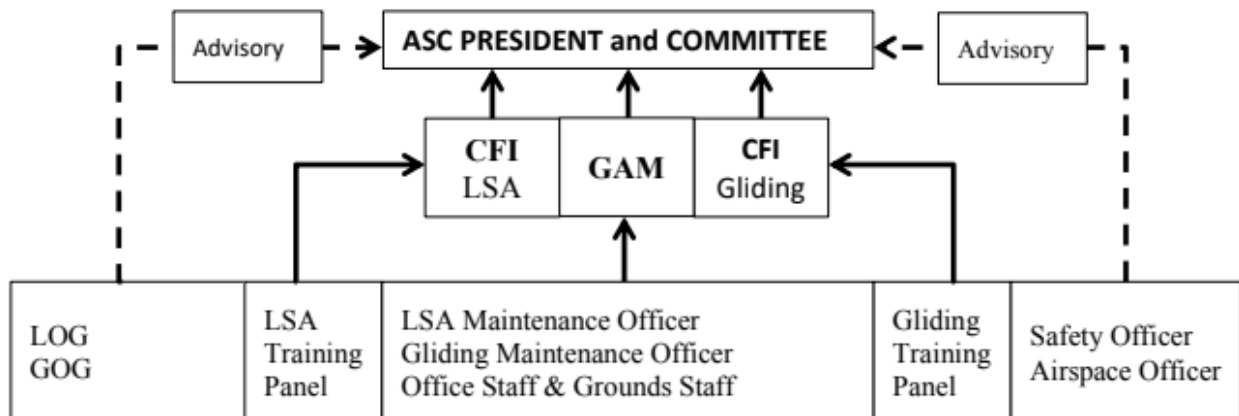 Advisory
ASC PRESIDENT and COMMITTEE
Advisory
CFI
LSA
GAM
CFI
Gliding
LOG
GOG
LSA
Training
Panel
LSA Maintenance Officer
Gliding Maintenance Officer
Office Staff & Grounds Staff
Gliding
Training
Panel
Safety Officer
Airspace Officer